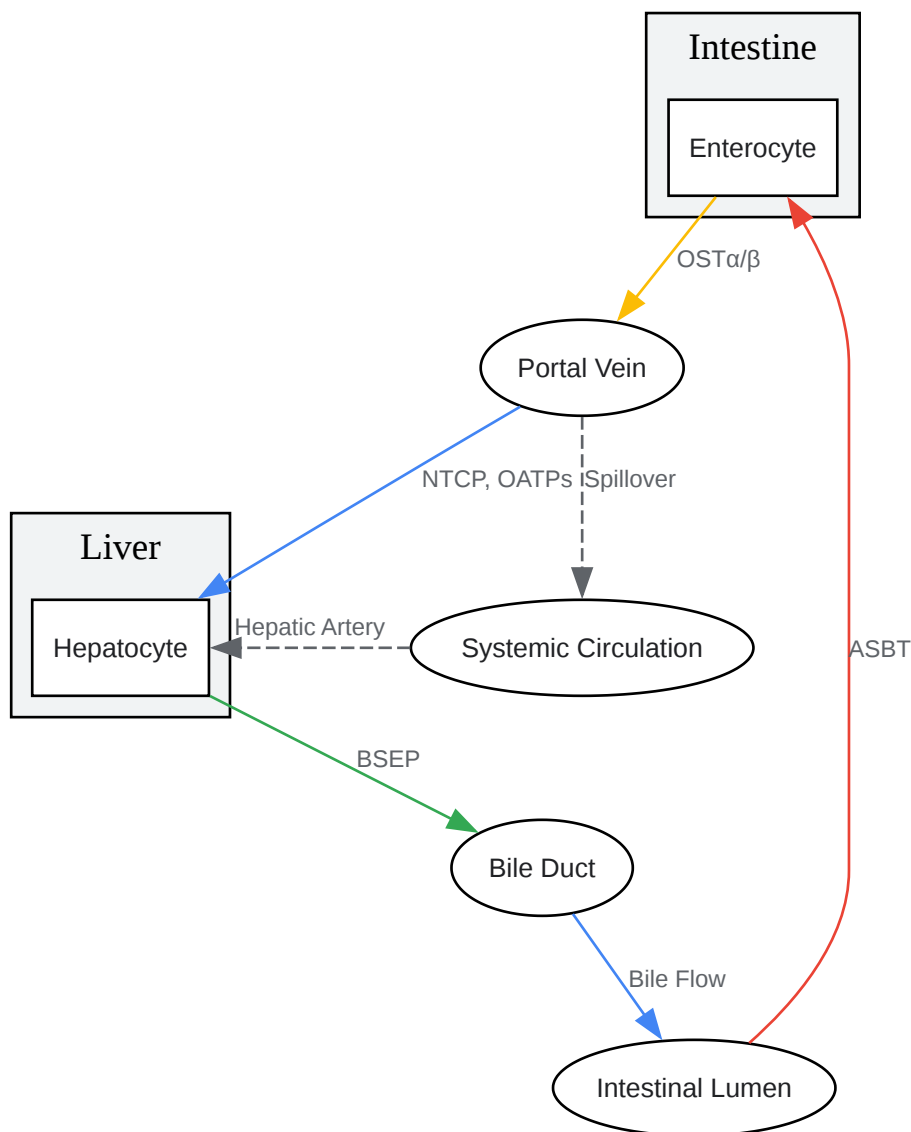 Intestine
Enterocyte
OSTα/β
Portal Vein
NTCP, OATPs
Spillover
Liver
Hepatocyte
Hepatic Artery
Systemic Circulation
ASBT
BSEP
Bile Duct
Bile Flow
Intestinal Lumen